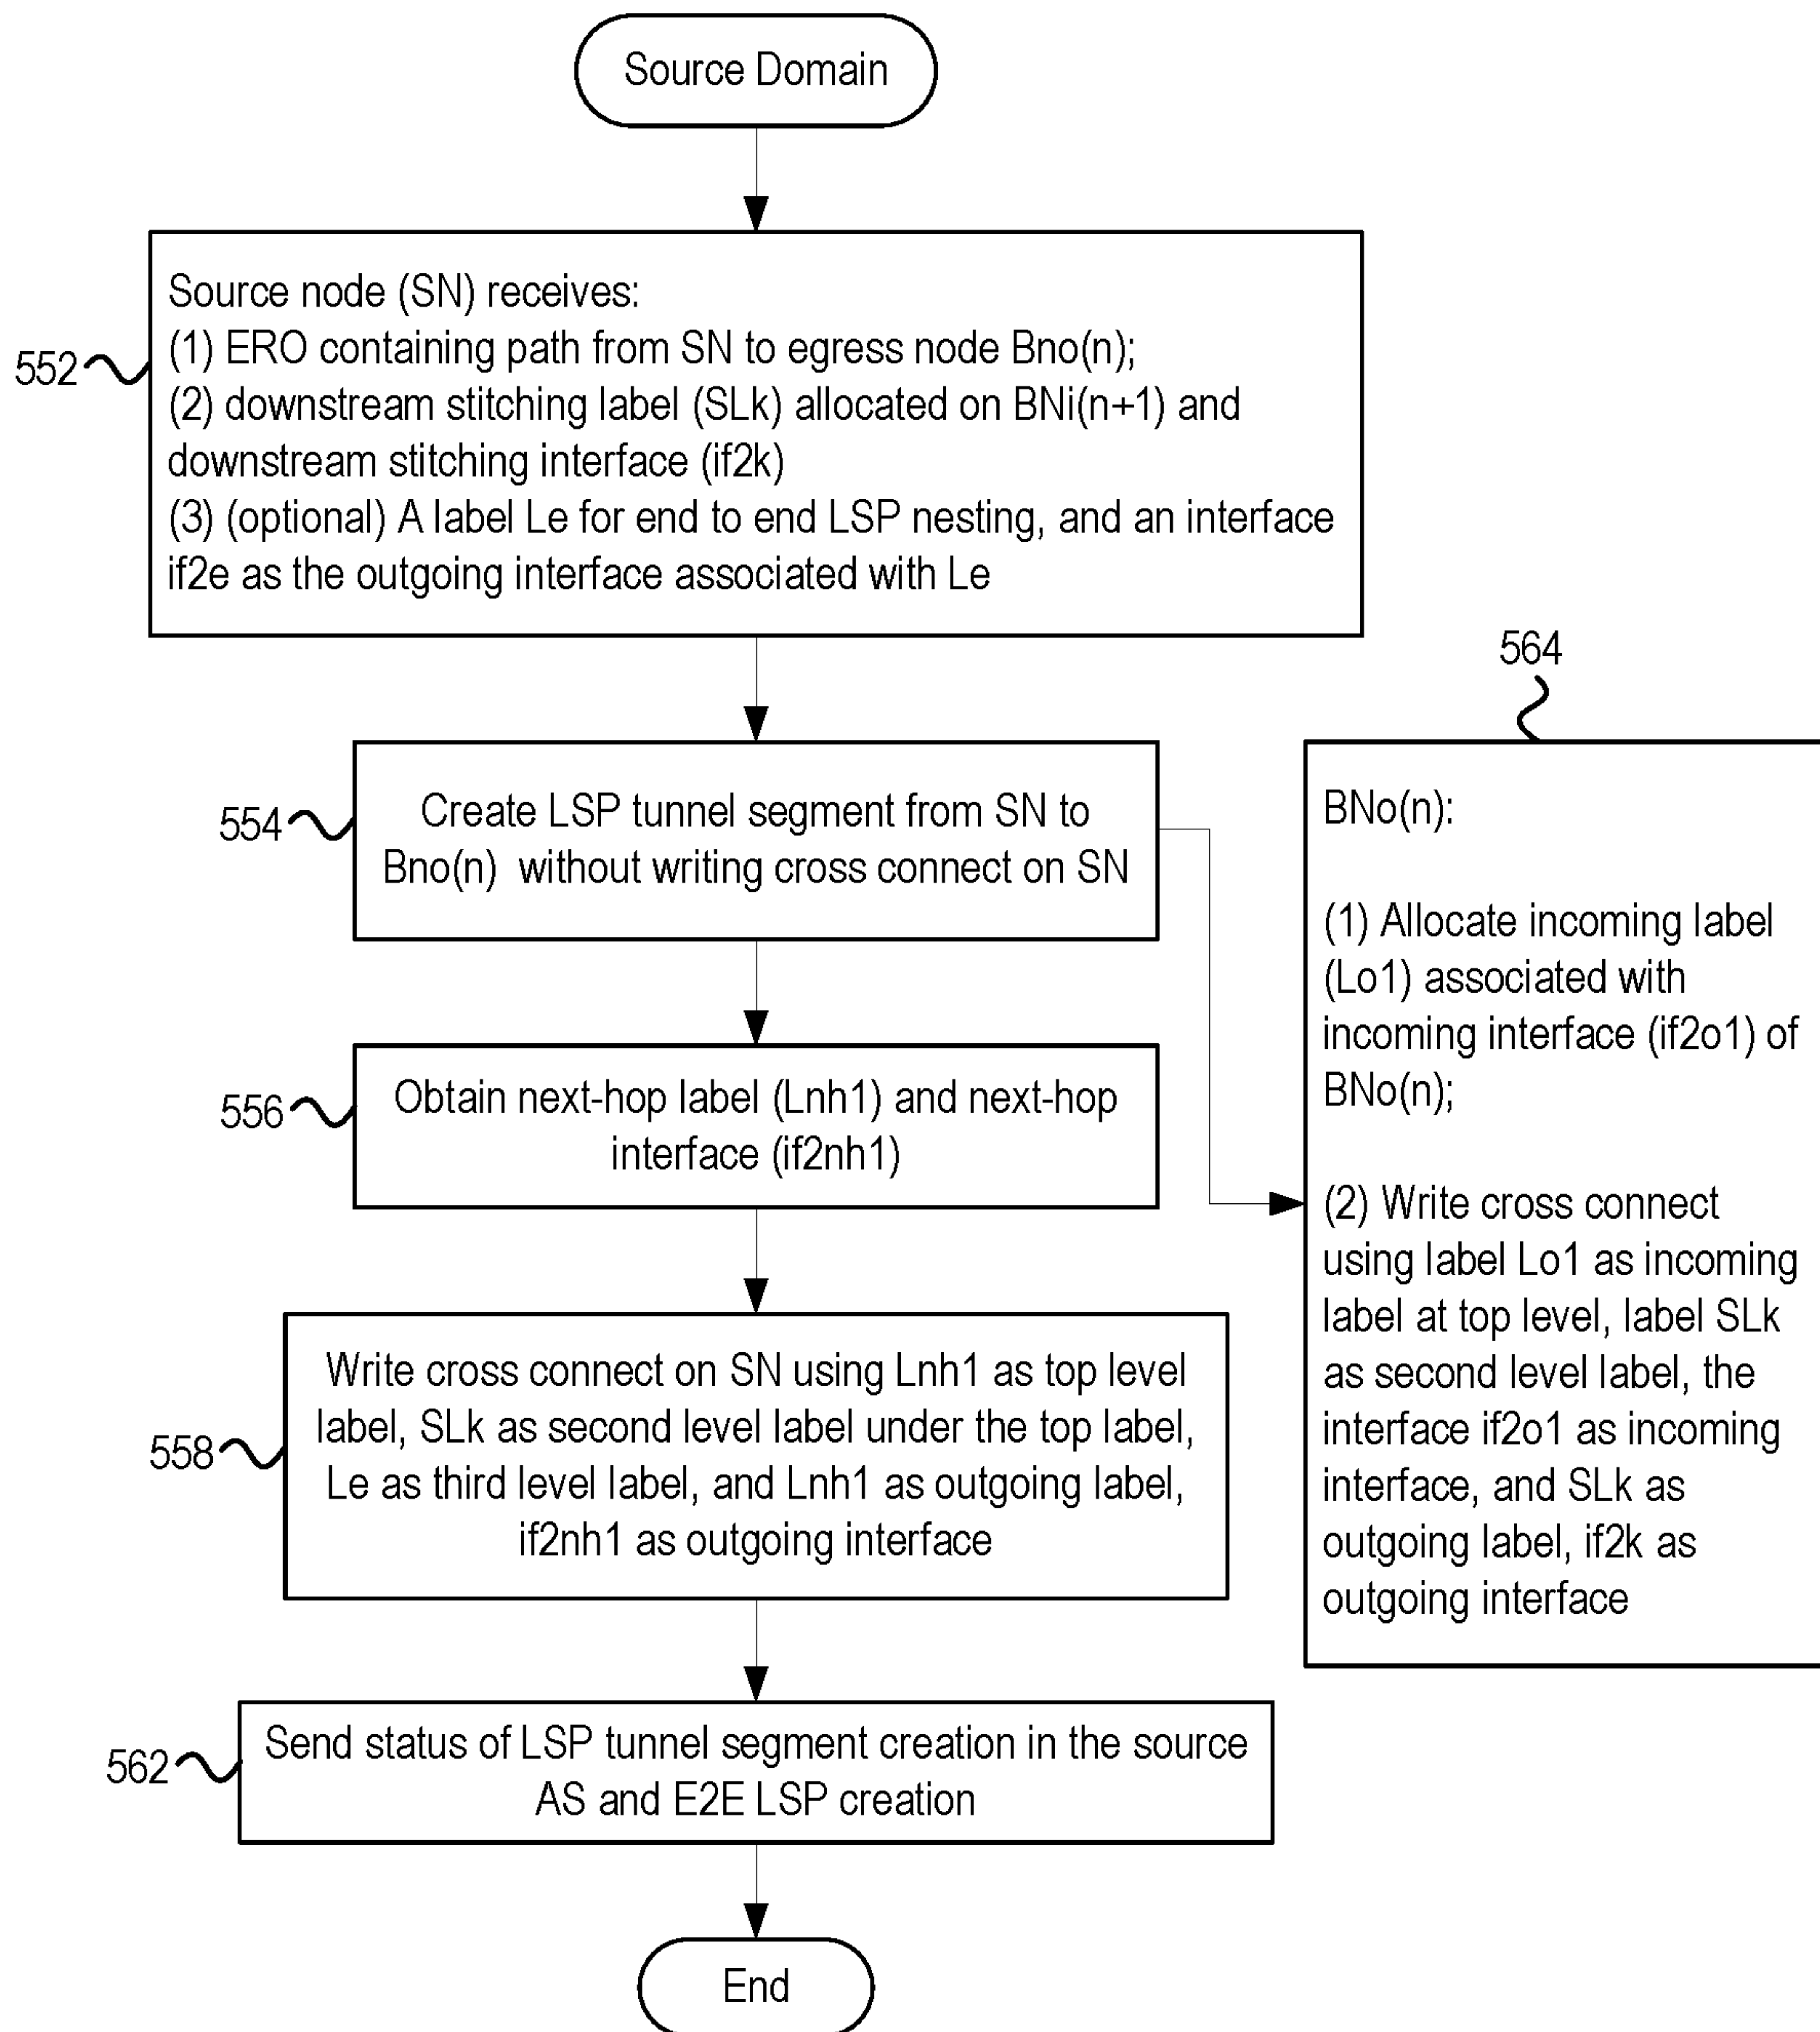 Source Domain
552
Source node (SN) receives:
(1) ERO containing path from SN to egress node Bno(n);
(2) downstream stitching label (SLk) allocated on BNi(n+1) and
downstream stitching interface (if2k)
(3) (optional) A label Le for end to end LSP nesting, and an interface
if2e as the outgoing interface associated with Le
554
Create LSP tunnel segment from SN to
Bno(n) without writing cross connect on SN
556
Obtain next-hop label (Lnh1) and next-hop
interface (if2nh1)
558
Write cross connect on SN using Lnh1 as top level
label, SLk as second level label under the top label,
Le as third level label, and Lnh1 as outgoing label,
if2nh1 as outgoing interface
562
Send status of LSP tunnel segment creation in the source
AS and E2E LSP creation
End
564
BNo(n):
(1) Allocate incoming label
(Lo1) associated with
incoming interface (if2o1) of
BNo(n);
(2) Write cross connect
using label Lo1 as incoming
label at top level, label SLk
as second level label, the
interface if2o1 as incoming
interface, and SLk as
outgoing label, if2k as
outgoing interface